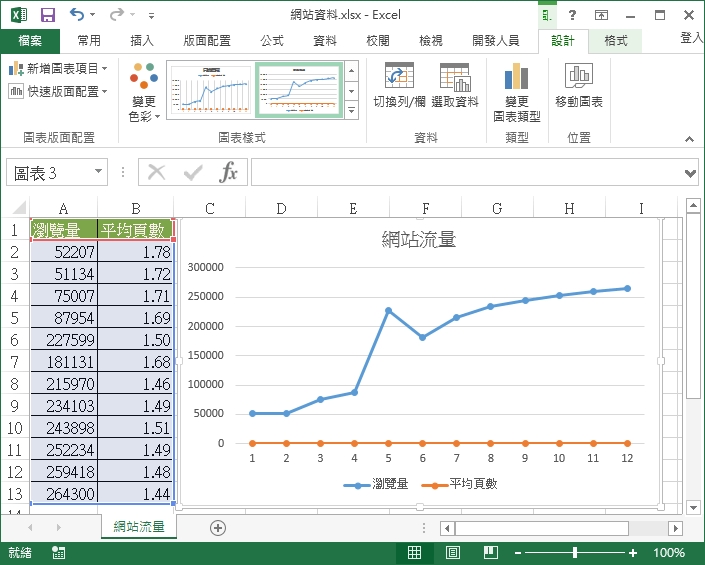 網站資料.xlsx - Excel
檔案 常用 插入 版面配置 公式 資料 校閱 檢視 開發人員 設計 格式 登入
新增圖表項目
快速版面配置
變更
色彩
切換列/欄 選取資料
變更
圖表類型
移動圖表
圖表版面配置 圖表樣式 資料 類型 位置
圖表 3
fx
A B C D E F G H I
1 瀏覽量 平均頁數
2 52207 1.78
3 51134 1.72
4 75007 1.71
5 87954 1.69
6 227599 1.50
7 181131 1.68
8 215970 1.46
9 234103 1.49
10 243898 1.51
11 252234 1.49
12 259418 1.48
13 264300 1.44
網站流量
300000
250000
200000
150000
100000
50000
0
1 2 3 4 5 6 7 8 9 10 11 12
瀏覽量 平均頁數
網站流量
就緒
100%